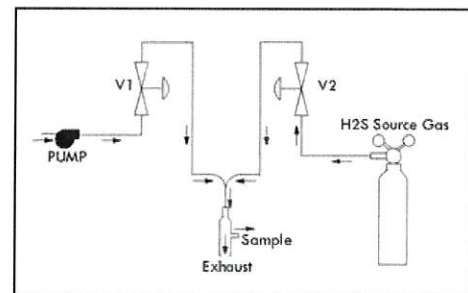 V1
V2
H2S Source Gas
PUMP
Sample
Exhaust